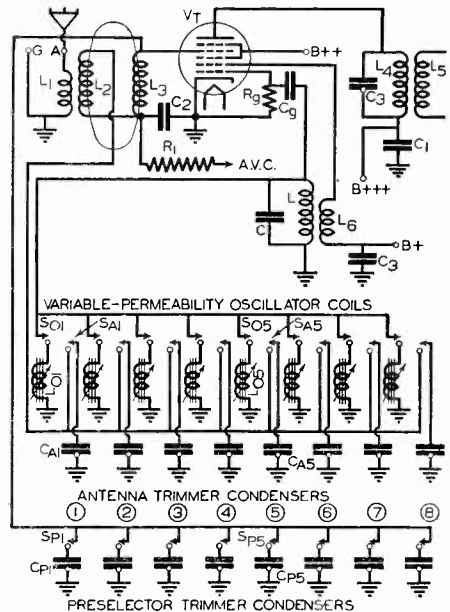 VT
G A
L1
L2
L3
B++
L4
L5
C3
C2
Rg
Cg
C1
R1
A.V.C.
B+++
L
L6
C
B+
C3
VARIABLE-PERMEABILITY OSCILLATOR COILS
SO1 SA1 SO5 SA5
LO1 LO5
CA1 CA5
ANTENNA TRIMMER CONDENSERS
1 2 3 4 5 6 7 8
SP1 SP5
CP1 CP5
PRESELECTOR TRIMMER CONDENSERS